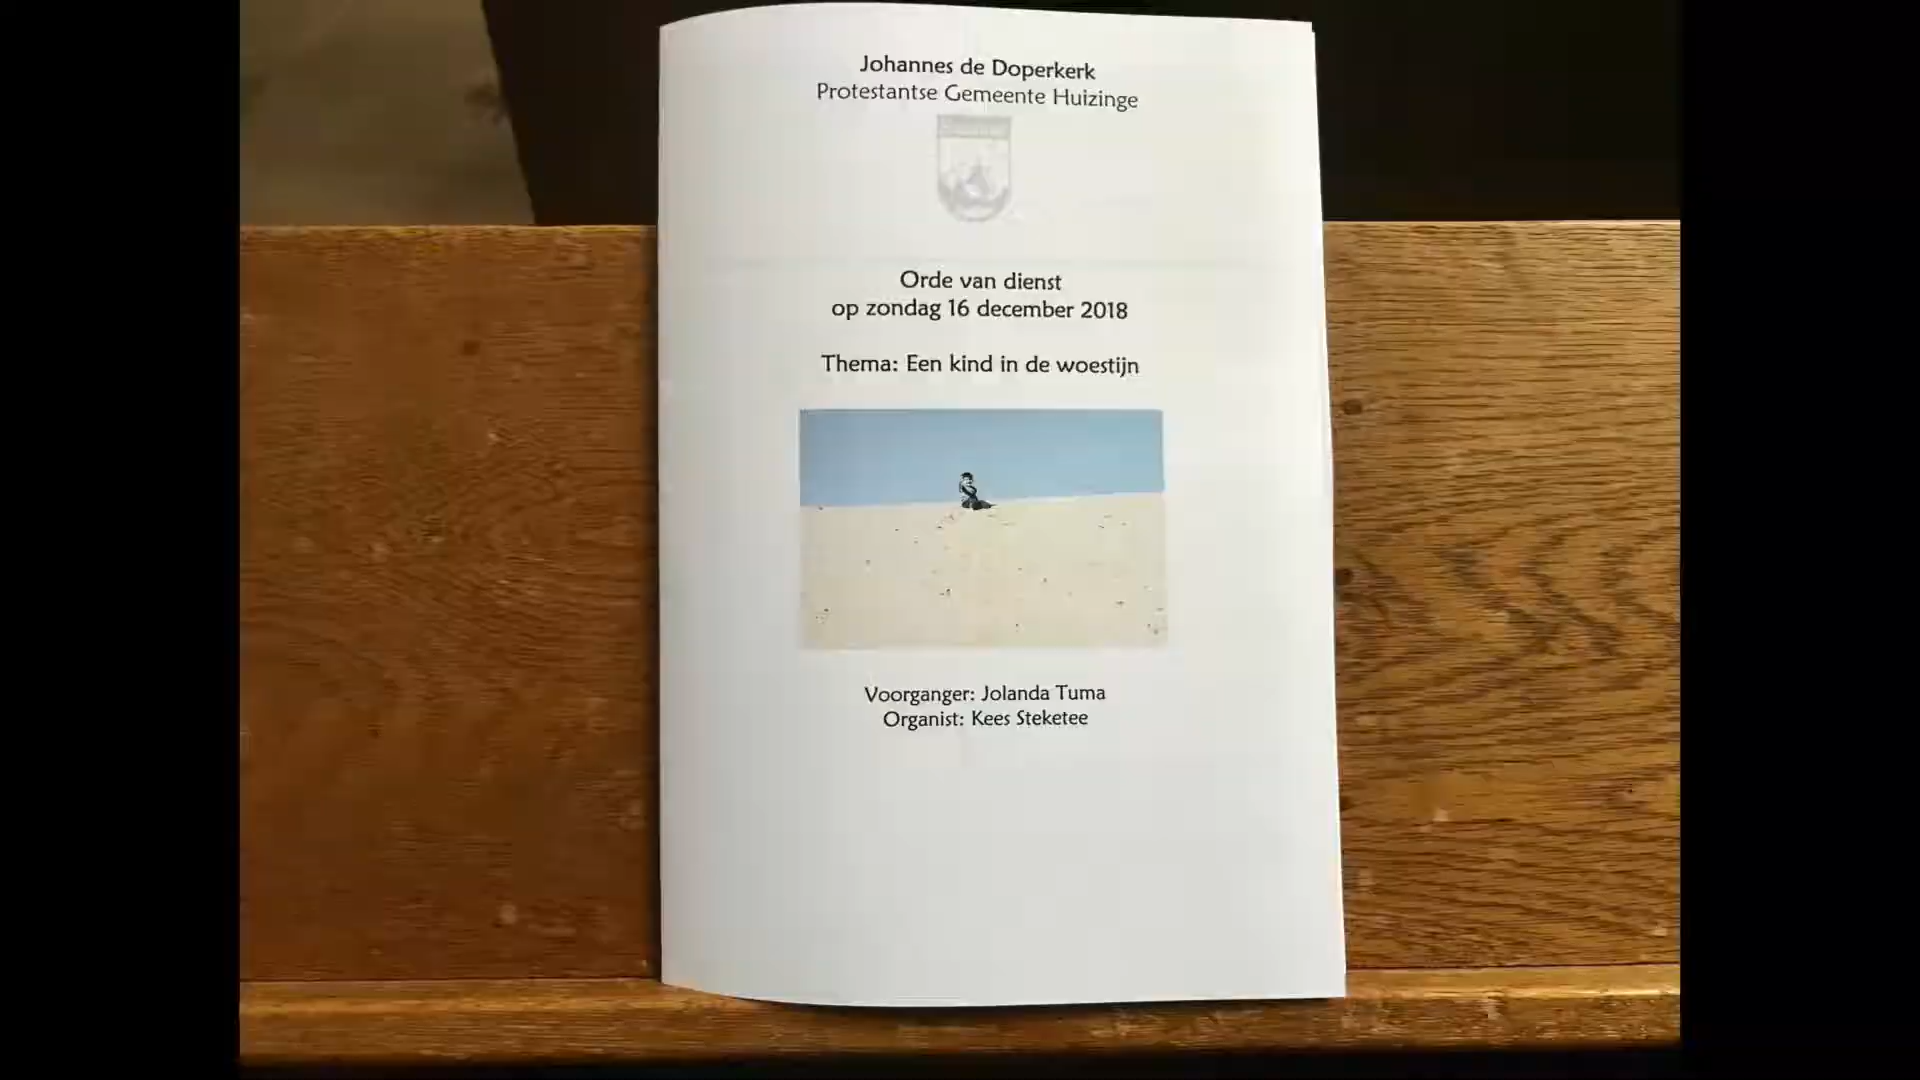 Johannes de Doperkerk
Protestantse Gemeente Huizinge
Orde van dienst
op zondag 16 december 2018
Thema: Een kind in de woestijn
Voorganger: Jolanda Tuma
Organist: Kees Steketee